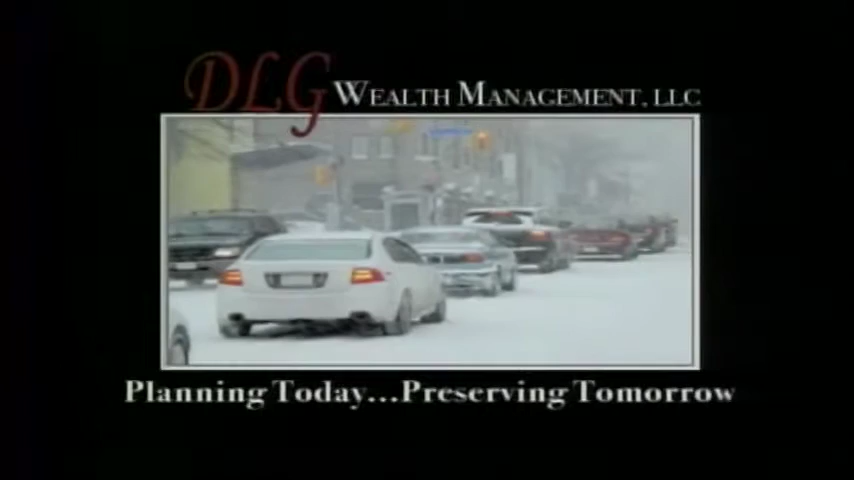 DLG WEALTH MANAGEMENT, LLC
Planning Today...Preserving Tomorrow